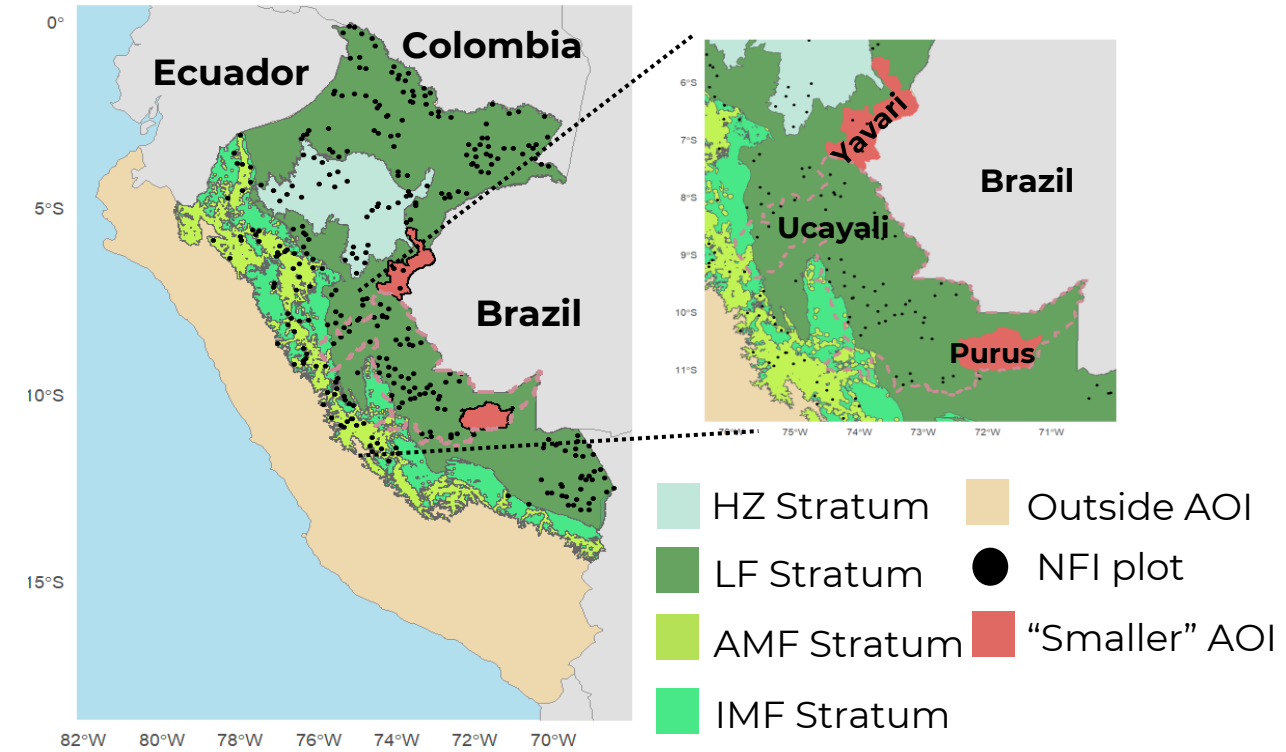 0°
5°S
10°S
15°S
82°W 80°W 78°W 76°W 74°W 72°W 70°W
Ecuador
Colombia
Brazil
6°S
7°S
8°S
9°S
10°S
11°S
75°W 74°W 73°W 72°W 71°W
Yavari
Brazil
Ucayali
Purus
HZ Stratum
LF Stratum
AMF Stratum
IMF Stratum
Outside AOI
NFI plot
“Smaller” AOI